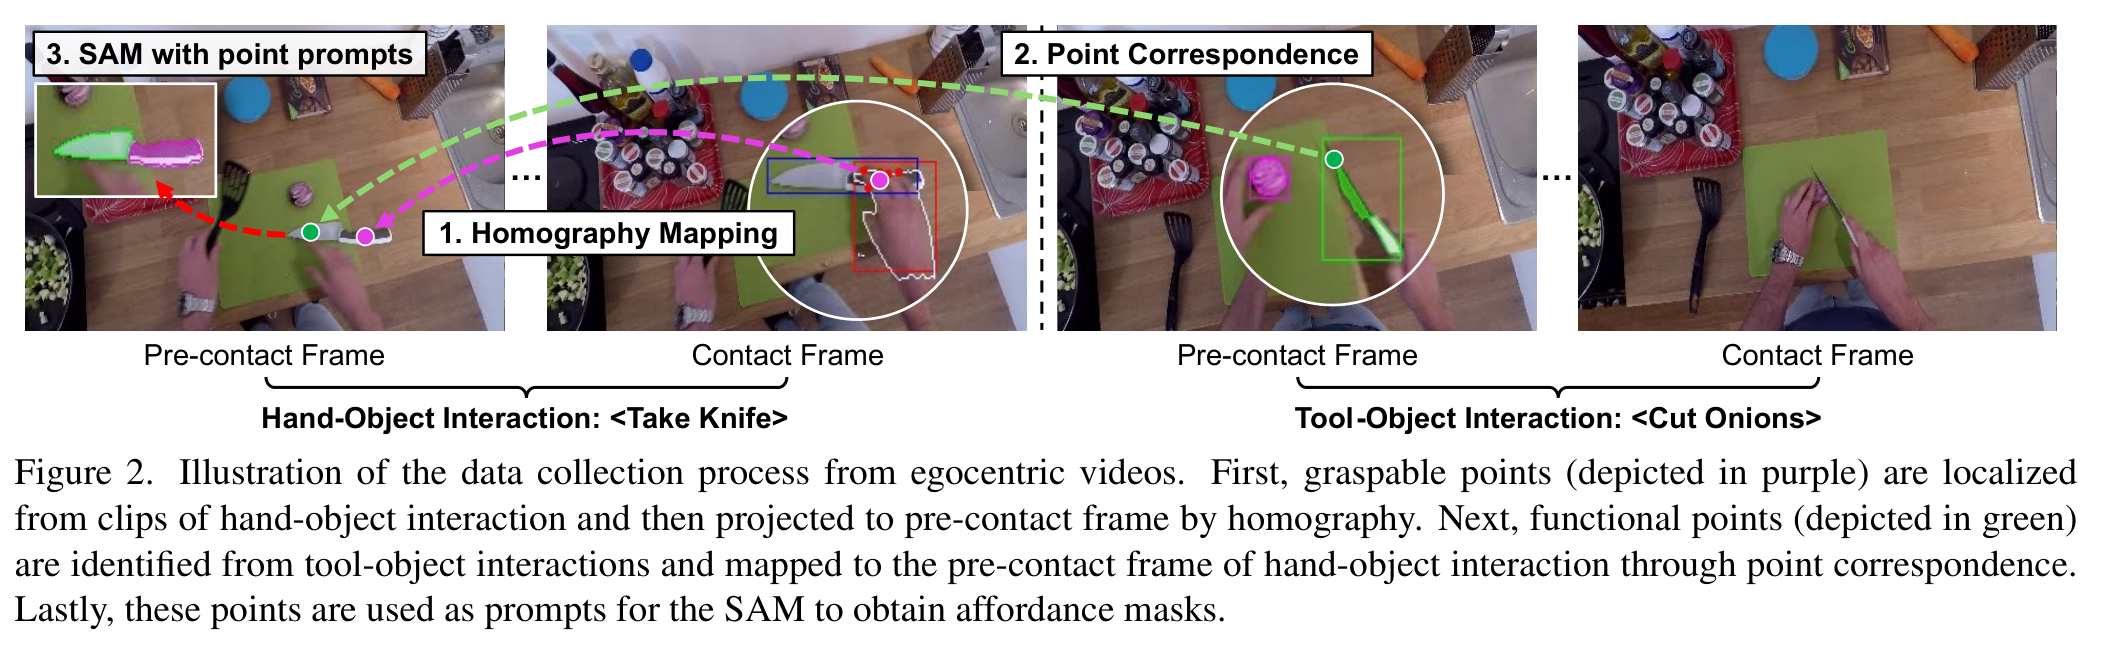 3. SAM with point prompts
2. Point Correspondence
...
...
1. Homography Mapping
Pre-contact Frame
Contact Frame
Pre-contact Frame
Contact Frame
Hand-Object Interaction: <Take Knife>
Tool-Object Interaction: <Cut Onions>
Figure 2. Illustration of the data collection process from egocentric videos. First, graspable points (depicted in purple) are localized
from clips of hand-object interaction and then projected to pre-contact frame by homography. Next, functional points (depicted in green)
are identified from tool-object interactions and mapped to the pre-contact frame of hand-object interaction through point correspondence.
Lastly, these points are used as prompts for the SAM to obtain affordance masks.